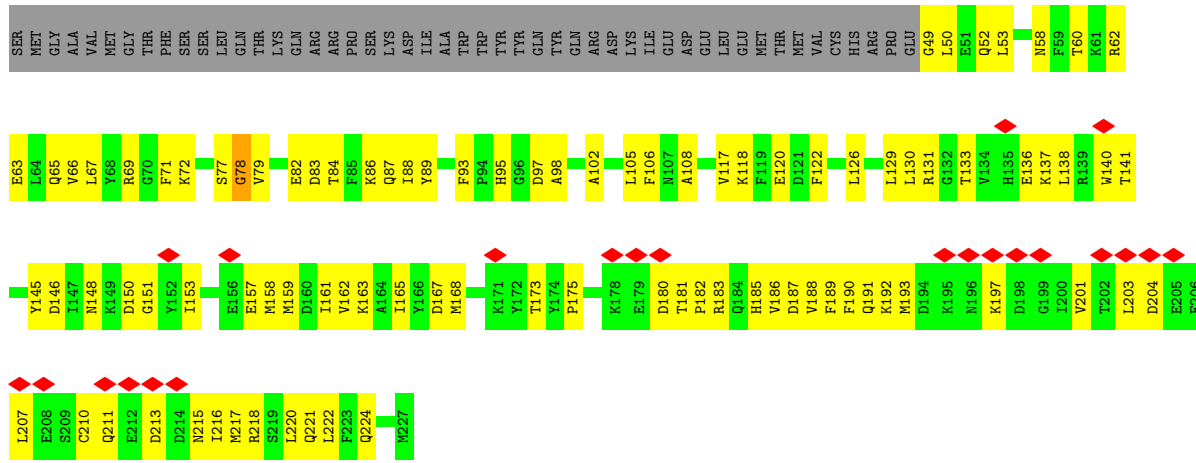 SER MET GLY ALA VAL MET GLY THR PHE SER SER LEU GLN THR LYS GLN ARG ARG PRO SER LYS ASP ILE ALA TRP TRP TYR TYR GLN TYR GLN ARG ASP LYS ILE GLU ASP GLU LEU GLU MET THR MET VAL CYS HIS ARG PRO GLU G49 L50 E51 Q52 L53 N58 F59 T60 K61 R62
E63 L64 Q65 V66 L67 Y68 R69 G70 F71 K72 S77 G78 V79 E82 D83 T84 F85 K86 Q87 I88 Y89 F93 P94 H95 G96 D97 A98 A102 L105 F106 N107 A108 V117 K118 F119 E120 D121 F122 L126 L129 L130 R131 G132 T133 V134 H135 E136 K137 L138 R139 W140 T141
Y145 D146 I147 N148 K149 D150 G151 Y152 I153 E156 E157 M158 M159 D160 I161 V162 K163 A164 I165 Y166 D167 M168 K171 Y172 T173 Y174 P175 K178 E179 D180 T181 P182 R183 Q184 H185 V186 D187 V188 F189 F190 Q191 K192 M193 D194 K195 N196 K197 D198 G199 I200 V201 T202 L203 D204 E205 F206
L207 E208 S209 C210 Q211 E212 D213 D214 N215 I216 M217 R218 S219 L220 Q221 L222 F223 Q224 M227